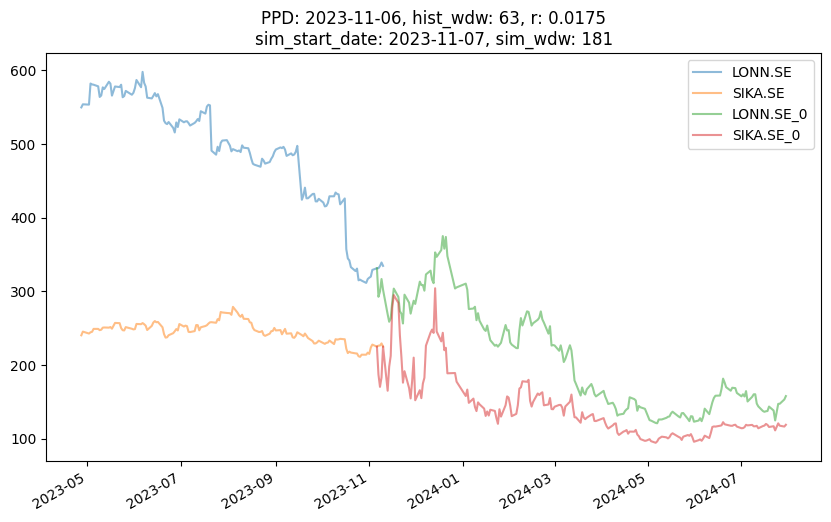 PPD: 2023-11-06, hist_wdw: 63, r: 0.0175
sim_start_date: 2023-11-07, sim_wdw: 181
LONN.SE
SIKA.SE
LONN.SE_0
SIKA.SE_0
600
500
400
300
200
100
2023-05
2023-07
2023-09
2023-11
2024-01
2024-03
2024-05
2024-07